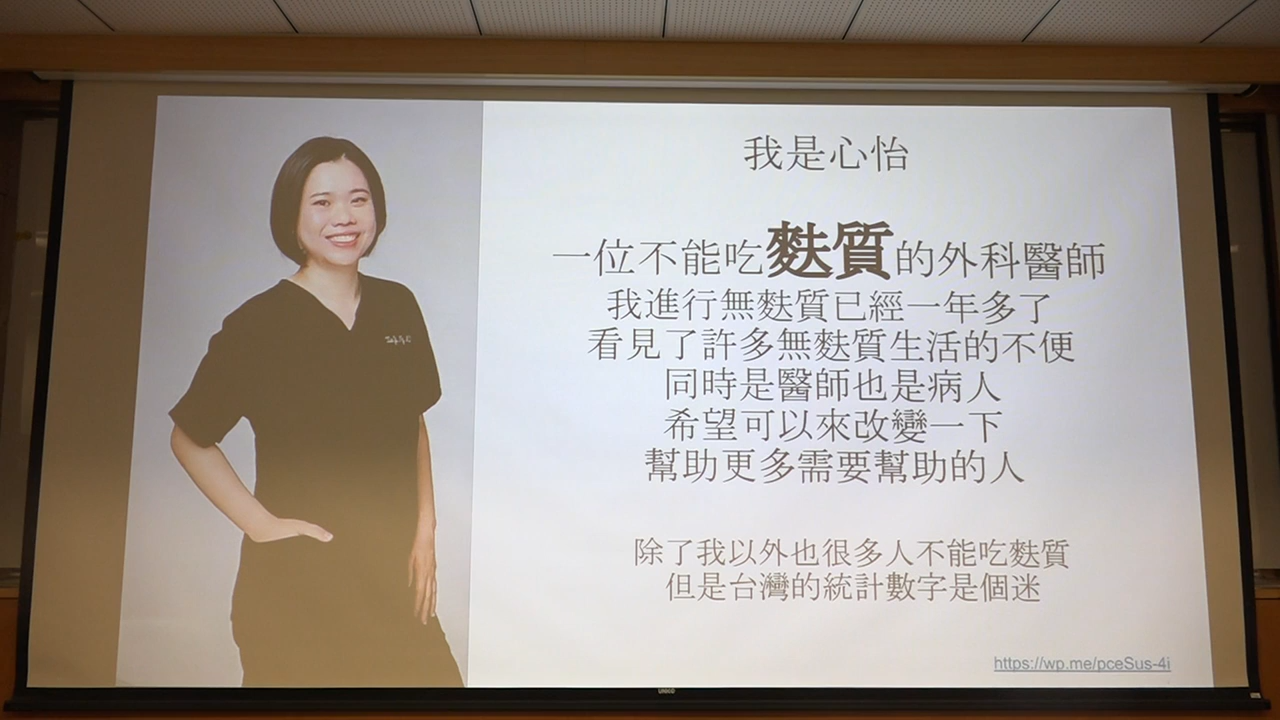 我是心怡
一位不能吃麩質的外科醫師
我進行無麩質已經一年多了
看見了許多無麩質生活的不便
同時是醫師也是病人
希望可以來改變一下
幫助更多需要幫助的人
除了我以外也很多人不能吃麩質
但是台灣的統計數字是個迷
https://wp.me/pceSus-4i
UNICO